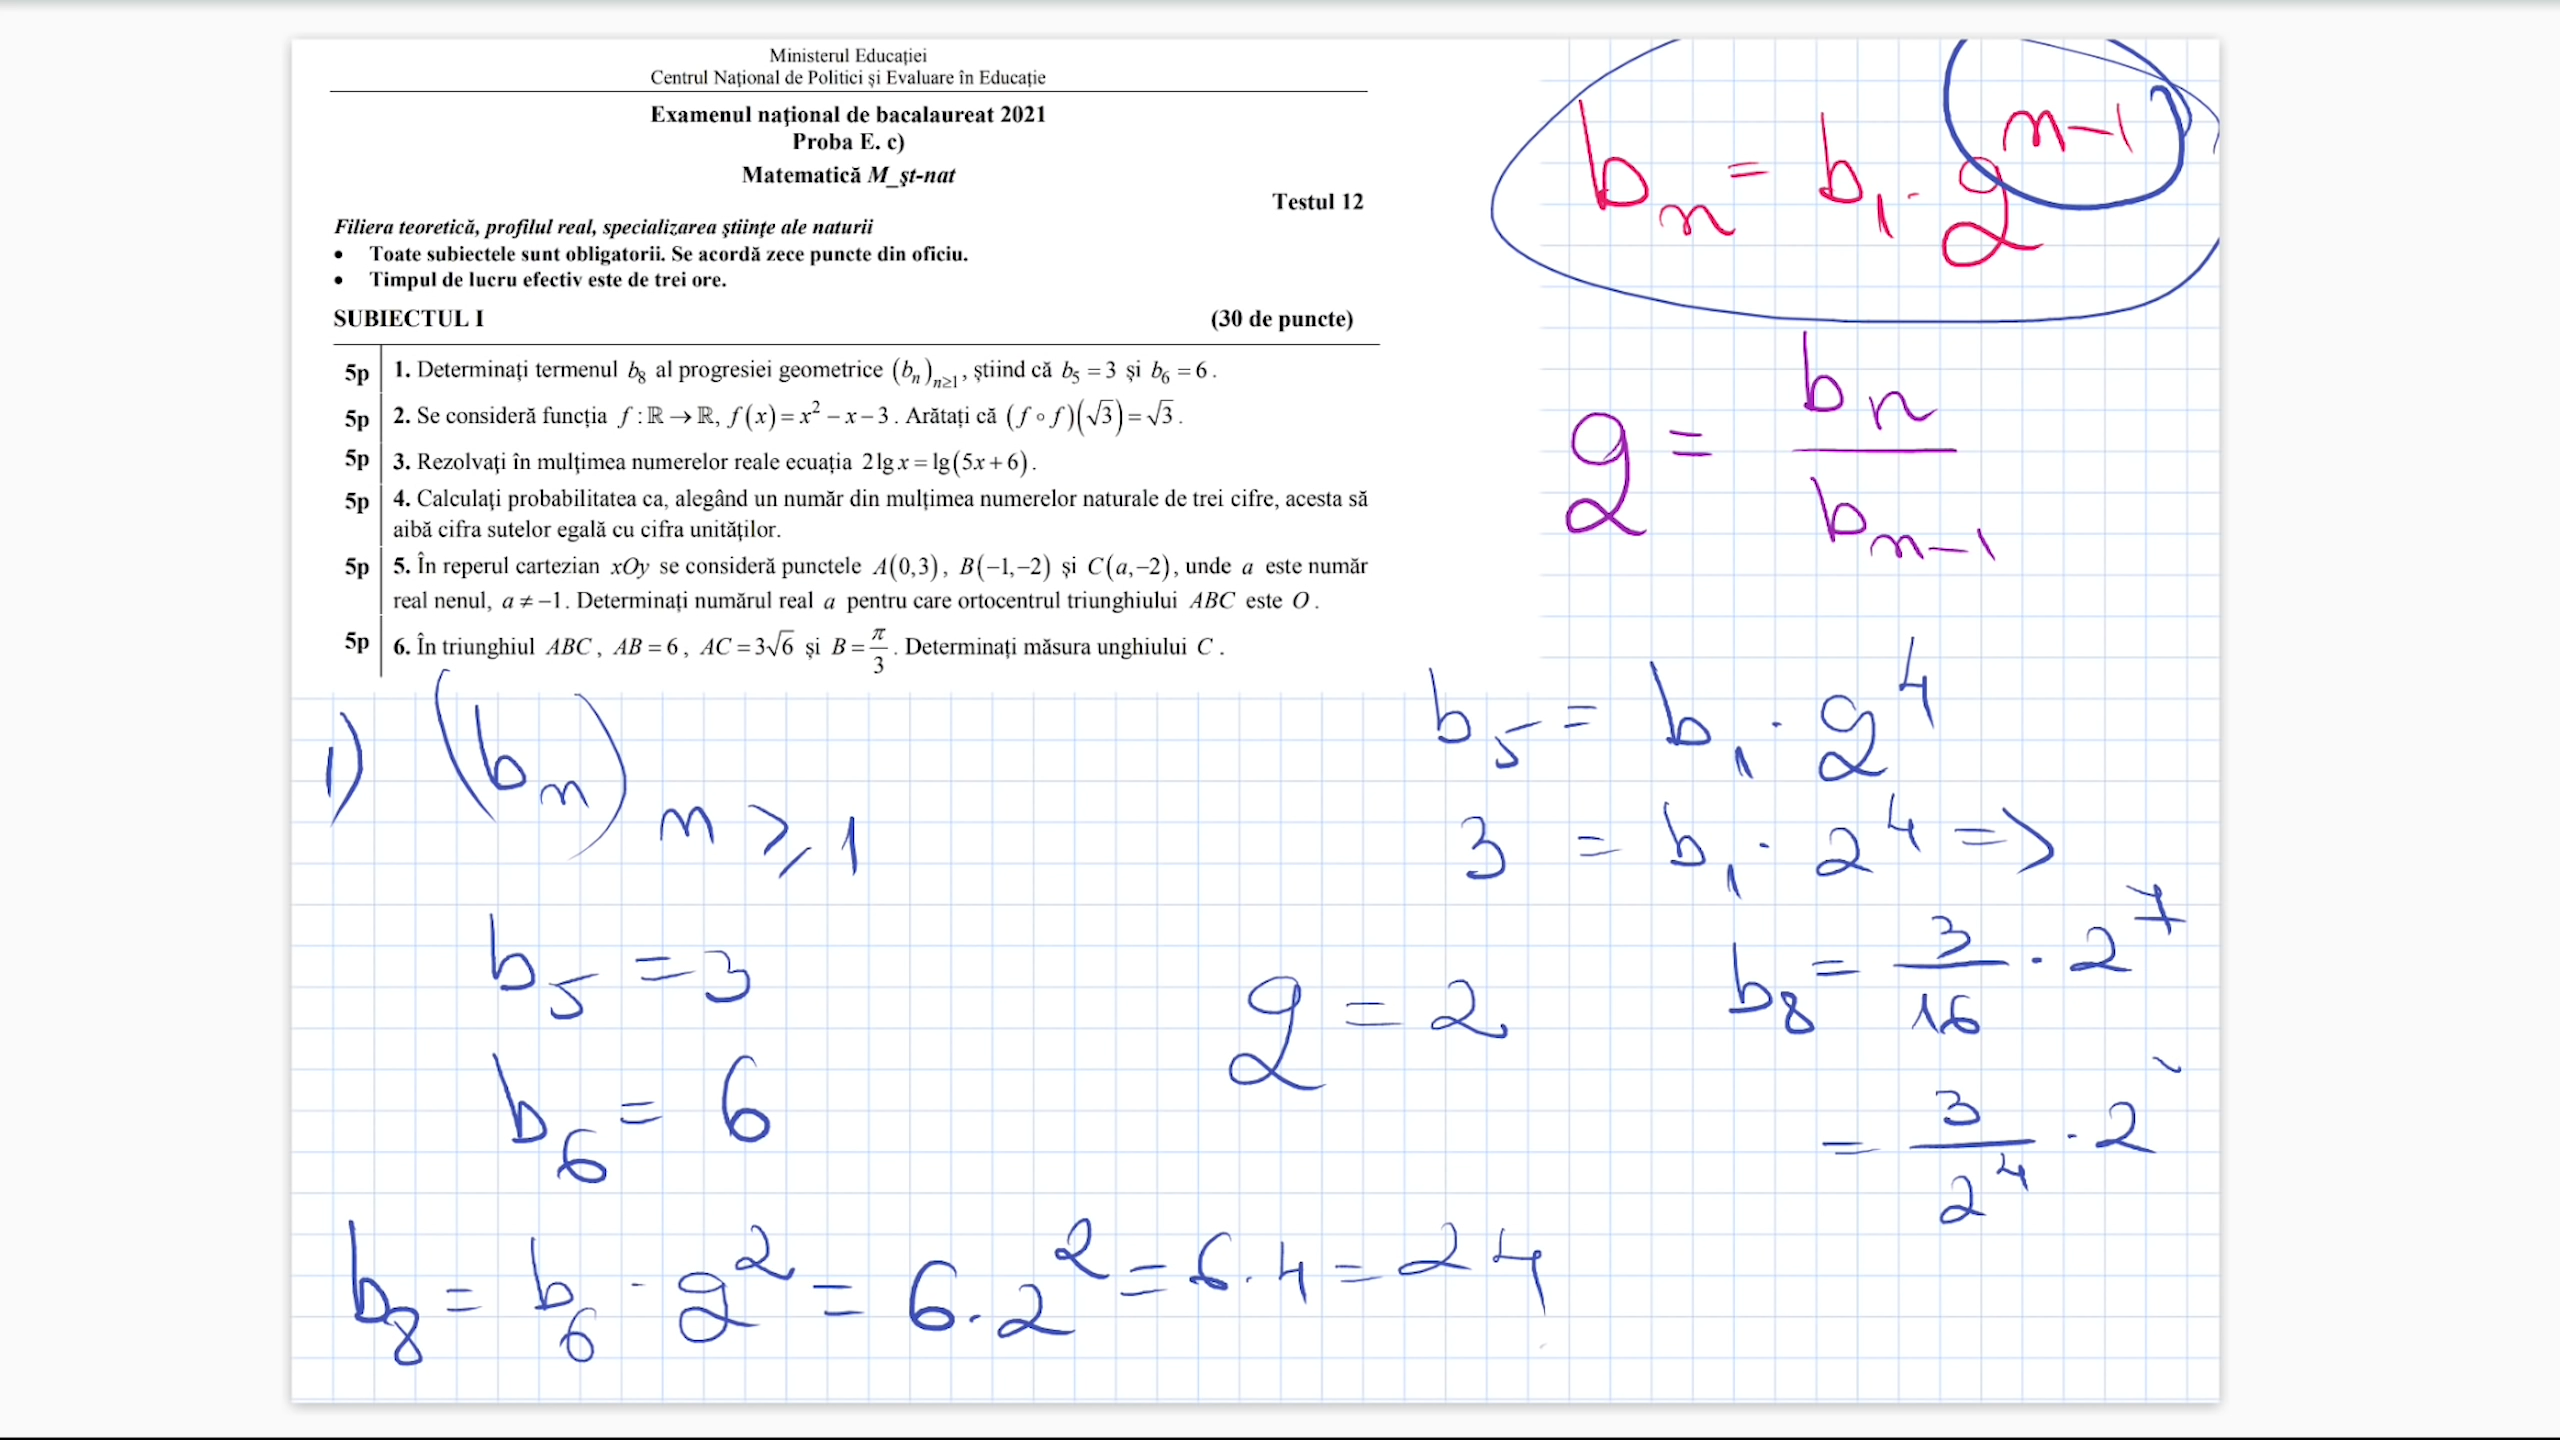 Ministerul Educației
Centrul Național de Politici și Evaluare în Educație
Examenul național de bacalaureat 2021
Proba E. c)
Matematică M_șt-nat
Testul 12
Filiera teoretică, profilul real, specializarea științe ale naturii
• Toate subiectele sunt obligatorii. Se acordă zece puncte din oficiu.
• Timpul de lucru efectiv este de trei ore.
SUBIECTUL I (30 de puncte)
5p 1. Determinați termenul b₈ al progresiei geometrice (bₙ)ₙ≥₁, știind că b₅ = 3 și b₆ = 6.
5p 2. Se consideră funcția f : ℝ → ℝ, f(x) = x² − x − 3. Arătați că (f ∘ f)(√3) = √3.
5p 3. Rezolvați în mulțimea numerelor reale ecuația 2lg x = lg(5x + 6).
5p 4. Calculați probabilitatea ca, alegând un număr din mulțimea numerelor naturale de trei cifre, acesta să
aibă cifra sutelor egală cu cifra unităților.
5p 5. În reperul cartezian xOy se consideră punctele A(0,3), B(−1,−2) și C(a,−2), unde a este număr
real nenul, a ≠ −1. Determinați numărul real a pentru care ortocentrul triunghiului ABC este O.
5p 6. În triunghiul ABC, AB = 6, AC = 3√6 și B = π/3. Determinați măsura unghiului C.
bₙ = b₁ · qⁿ⁻¹
q = bₙ / bₙ₋₁
1) (bₙ) n ≥ 1
b₅ = 3
b₆ = 6
q = 2
b₅ = b₁ · q⁴
3 = b₁ · 2⁴ =>
b₈ = 3/16 · 2⁷
= 3/2⁴ · 2
b₈ = b₆ · q² = 6 · 2² = 6 · 4 = 24